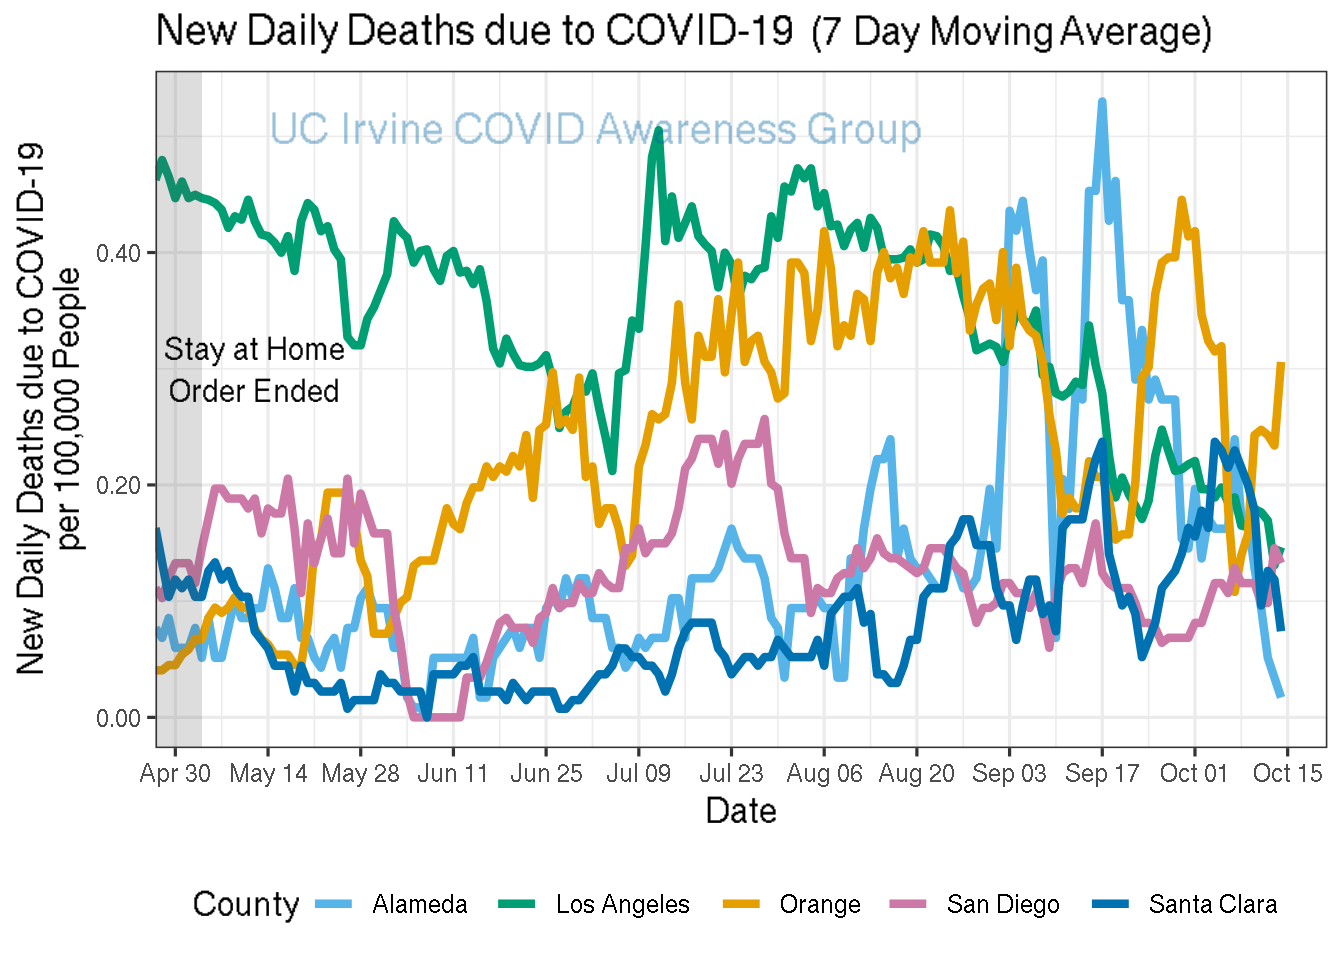 New Daily Deaths due to COVID-19 (7 Day Moving Average)
UC Irvine COVID Awareness Group
New Daily Deaths due to COVID-19
per 100,000 People
0.40
0.20
0.00
Stay at Home
Order Ended
Apr 30 May 14 May 28 Jun 11 Jun 25 Jul 09 Jul 23 Aug 06 Aug 20 Sep 03 Sep 17 Oct 01 Oct 15
Date
County Alameda Los Angeles Orange San Diego Santa Clara